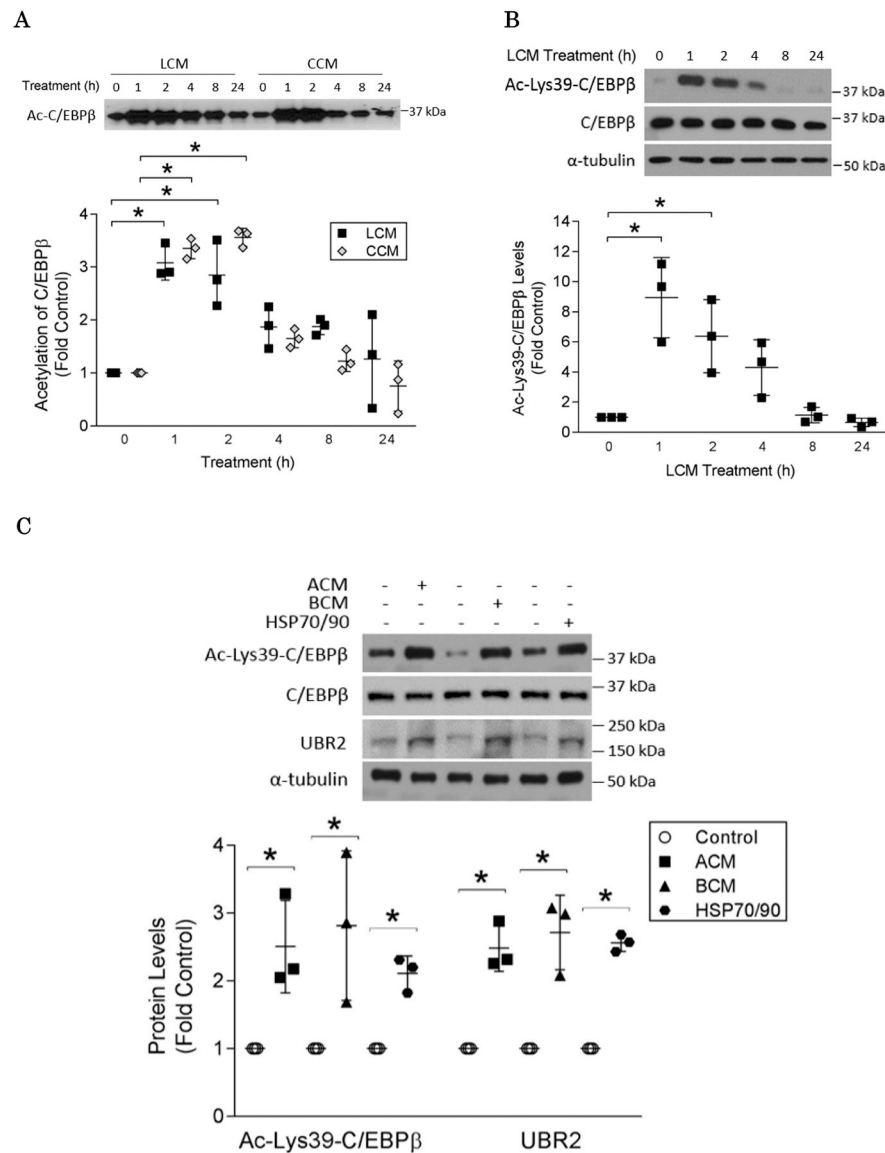 A
LCM CCM
Treatment (h) 0 1 2 4 8 24 0 1 2 4 8 24
Ac-C/EBPβ
37 kDa
* 
*
*
*
Acetylation of C/EBPβ
(Fold Control)
4
3
2
1
0
LCM
CCM
0 1 2 4 8 24
Treatment (h)
B
LCM Treatment (h) 0 1 2 4 8 24
Ac-Lys39-C/EBPβ
37 kDa
C/EBPβ
37 kDa
α-tubulin
50 kDa
*
*
Ac-Lys39-C/EBPβ Levels
(Fold Control)
14
12
10
8
6
4
2
0
0 1 2 4 8 24
LCM Treatment (h)
C
ACM - + - - - -
BCM - - - + - -
HSP70/90 - - - - - +
Ac-Lys39-C/EBPβ
37 kDa
C/EBPβ
37 kDa
UBR2
250 kDa
150 kDa
α-tubulin
50 kDa
Protein Levels
(Fold Control)
4
3
2
1
0
* * * * * *
Control
ACM
BCM
HSP70/90
Ac-Lys39-C/EBPβ UBR2